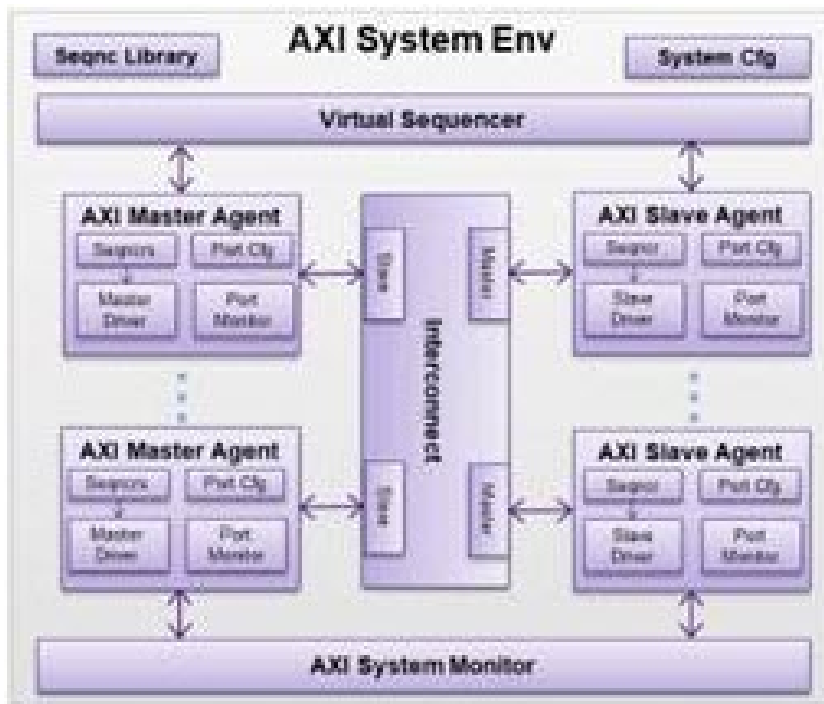 AXI System Env
Seqnc Library
System Cfg
Virtual Sequencer
AXI Master Agent
Seqncrs
Port Cfg
Master
Driver
Port
Monitor
Slave
Master
AXI Slave Agent
Seqncr
Port Cfg
Slave
Driver
Port
Monitor
Interconnect
AXI Master Agent
Seqncrs
Port Cfg
Master
Driver
Port
Monitor
Slave
Master
AXI Slave Agent
Seqncr
Port Cfg
Slave
Driver
Port
Monitor
AXI System Monitor